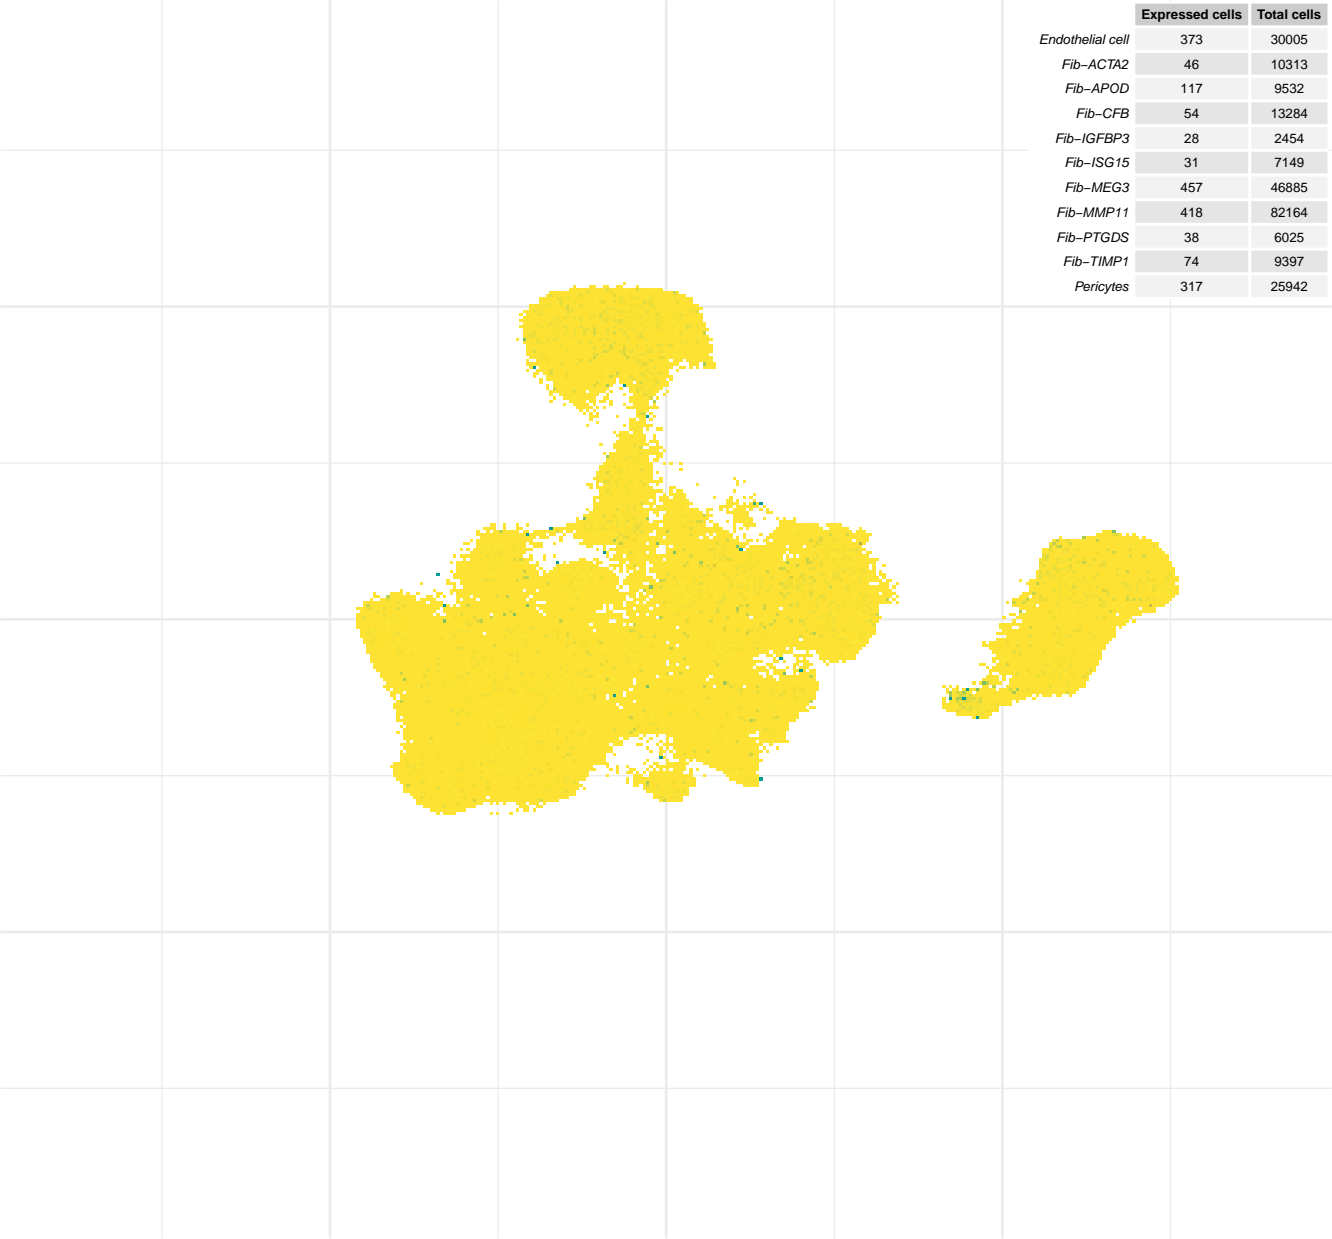 Expressed cells Total cells
Endothelial cell 373 30005
Fib−ACTA2 46 10313
Fib−APOD 117 9532
Fib−CFB 54 13284
Fib−IGFBP3 28 2454
Fib−ISG15 31 7149
Fib−MEG3 457 46885
Fib−MMP11 418 82164
Fib−PTGDS 38 6025
Fib−TIMP1 74 9397
Pericytes 317 25942